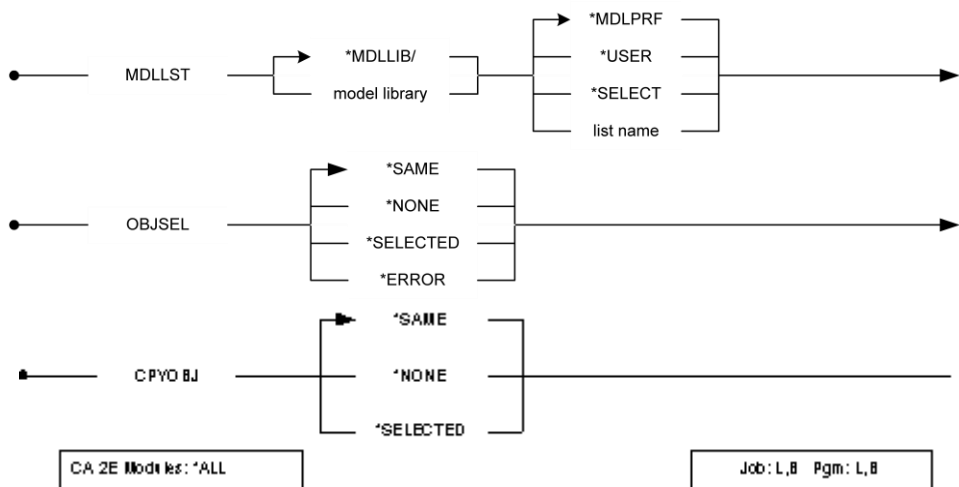 *MDLPRF
MDLLST *MDLLIB/ *USER
model library *SELECT
list name
*SAME
OBJSEL *NONE
*SELECTED
*ERROR
*SAME
CPYOBJ *NONE
*SELECTED
CA 2E Modules: *ALL Job: L,B Pgm: L,B